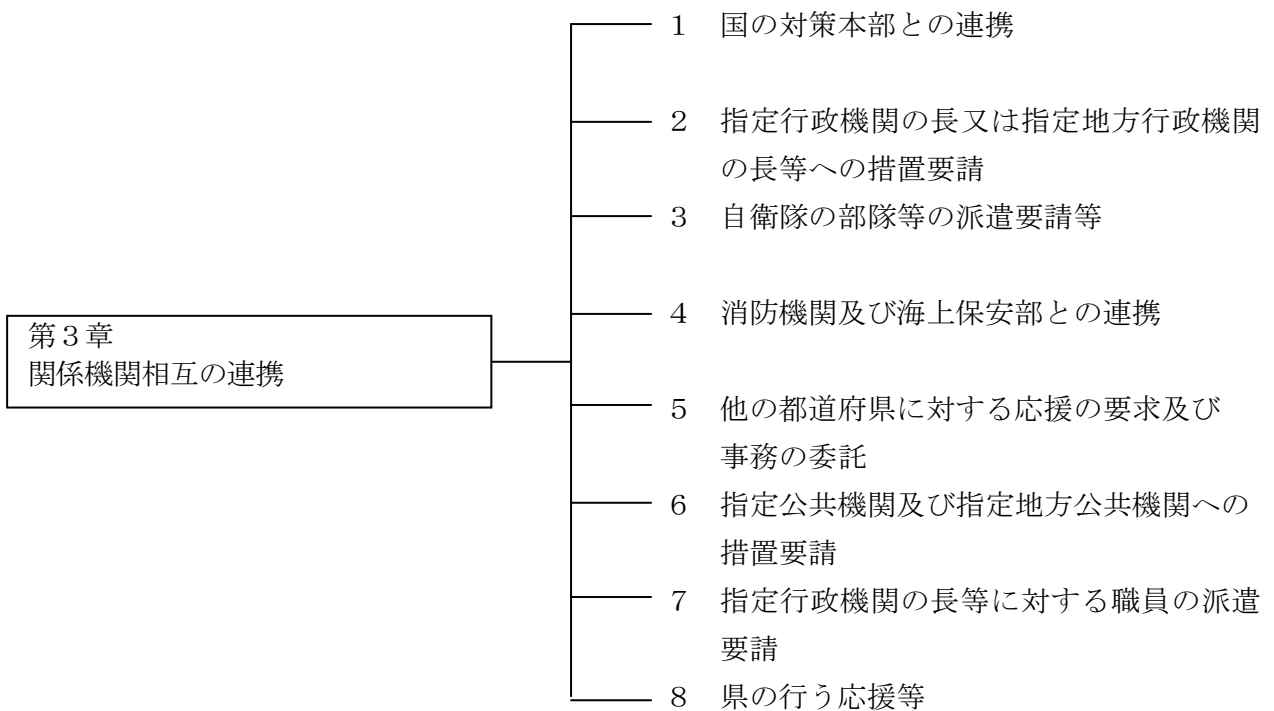 第３章
関係機関相互の連携
１　国の対策本部との連携
２　指定行政機関の長又は指定地方行政機関
の長等への措置要請
３　自衛隊の部隊等の派遣要請等
４　消防機関及び海上保安部との連携
５　他の都道府県に対する応援の要求及び
事務の委託
６　指定公共機関及び指定地方公共機関への
措置要請
７　指定行政機関の長等に対する職員の派遣
要請
８　県の行う応援等